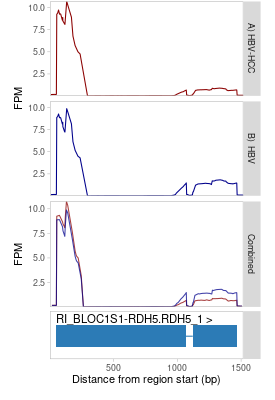 10.0
7.5
5.0
2.5
FPM
A) HBV-HCC
10.0
7.5
5.0
2.5
B) HBV
10.0
7.5
5.0
2.5
FPM
Combined
RI_BLOC1S1-RDH5.RDH5_1 >
500
1000
1500
Distance from region start (bp)